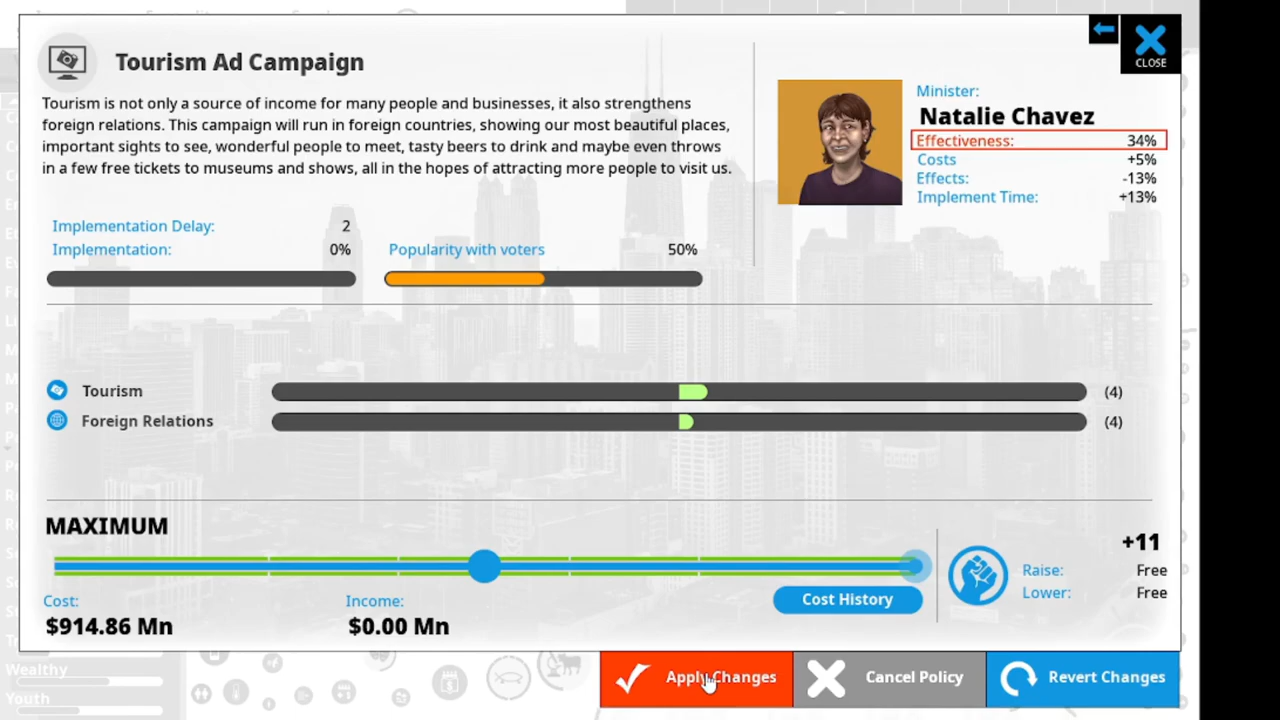 Tourism Ad Campaign
CLOSE
Tourism is not only a source of income for many people and businesses, it also strengthens
foreign relations. This campaign will run in foreign countries, showing our most beautiful places,
important sights to see, wonderful people to meet, tasty beers to drink and maybe even throws
in a few free tickets to museums and shows, all in the hopes of attracting more people to visit us.
Minister:
Natalie Chavez
Effectiveness: 34%
Costs +5%
Effects: -13%
Implement Time: +13%
Implementation Delay: 2
Implementation: 0%
Popularity with voters 50%
Tourism (4)
Foreign Relations (4)
MAXIMUM
+11
Raise: Free
Lower: Free
Cost History
Cost: Income:
$914.86 Mn $0.00 Mn
Apply Changes
Cancel Policy
Revert Changes
Wealthy
Youth